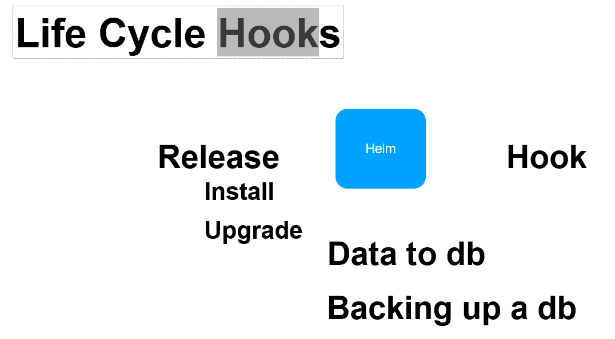 Life Cycle Hooks
Release
Helm
Hook
Install
Upgrade
Data to db
Backing up a db